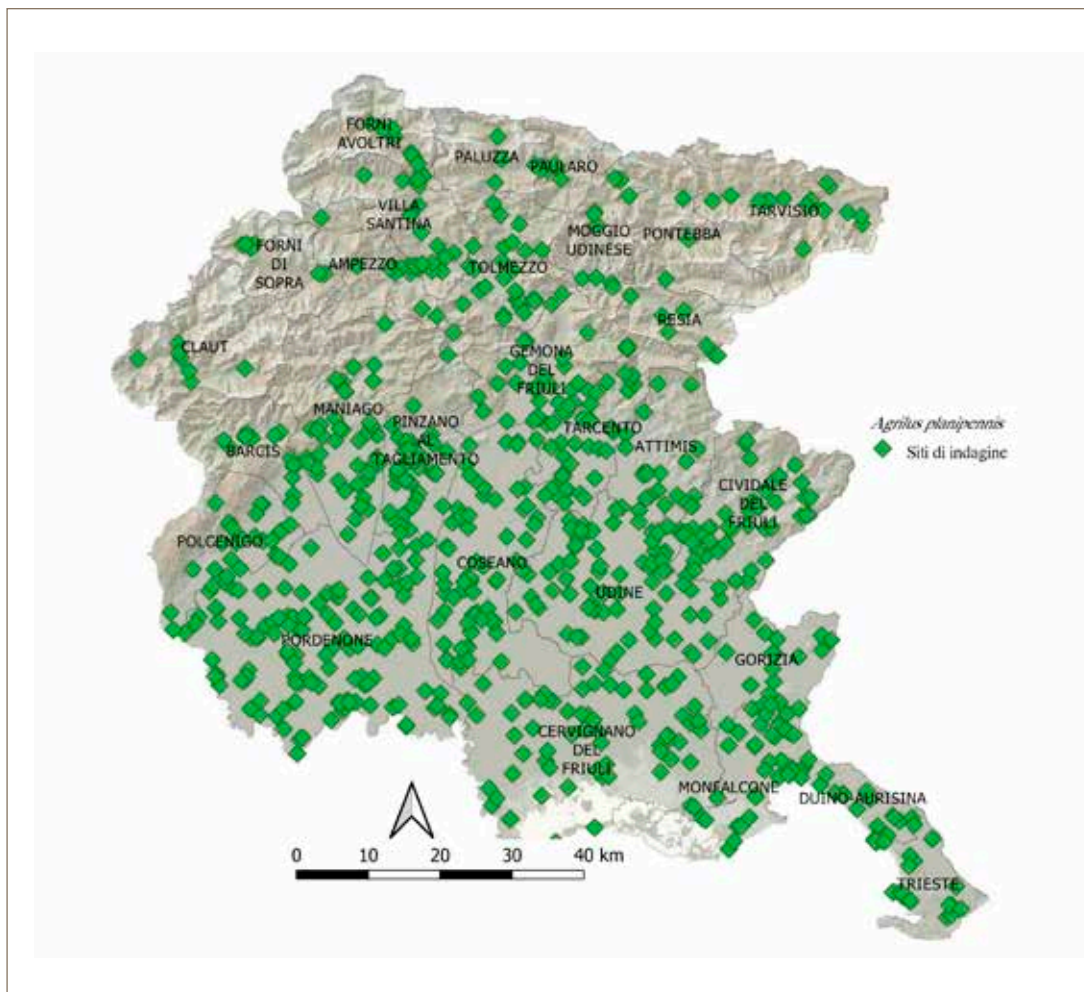 FORNI
AVOLTRI
PALUZZA
PAULARO
VILLA
SANTINA
TARVISIO
MOGGIO
UDINESE
PONTEBBA
FORNI
DI
SOPRA
AMPEZZO
TOLMEZZO
RESIA
CLAUT
GEMONA
DEL
FRIULI
MANIAGO
PINZANO
AL
TAGLIAMENTO
TARCENTO
ATTIMIS
BARCIS
Agrilus planipennis
Siti di indagine
CIVIDALE
DEL
FRIULI
POLCENIGO
COSEANO
UDINE
PORDENONE
GORIZIA
CERVIGNANO
DEL
FRIULI
MONFALCONE
DUINO-AURISINA
TRIESTE
0 10 20 30 40 km